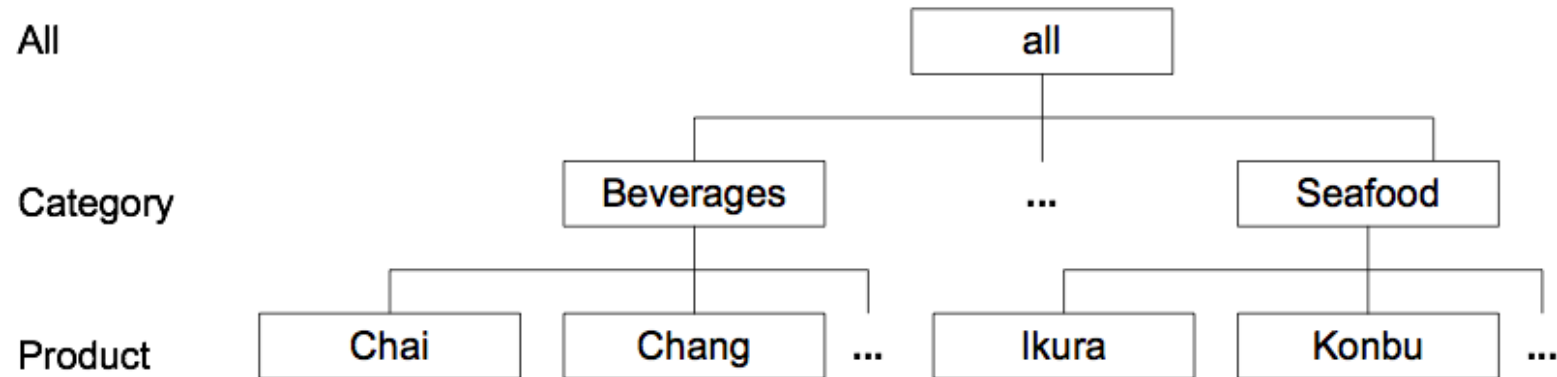 All all
Category Beverages ... Seafood
Product Chai Chang ... Ikura Konbu ...